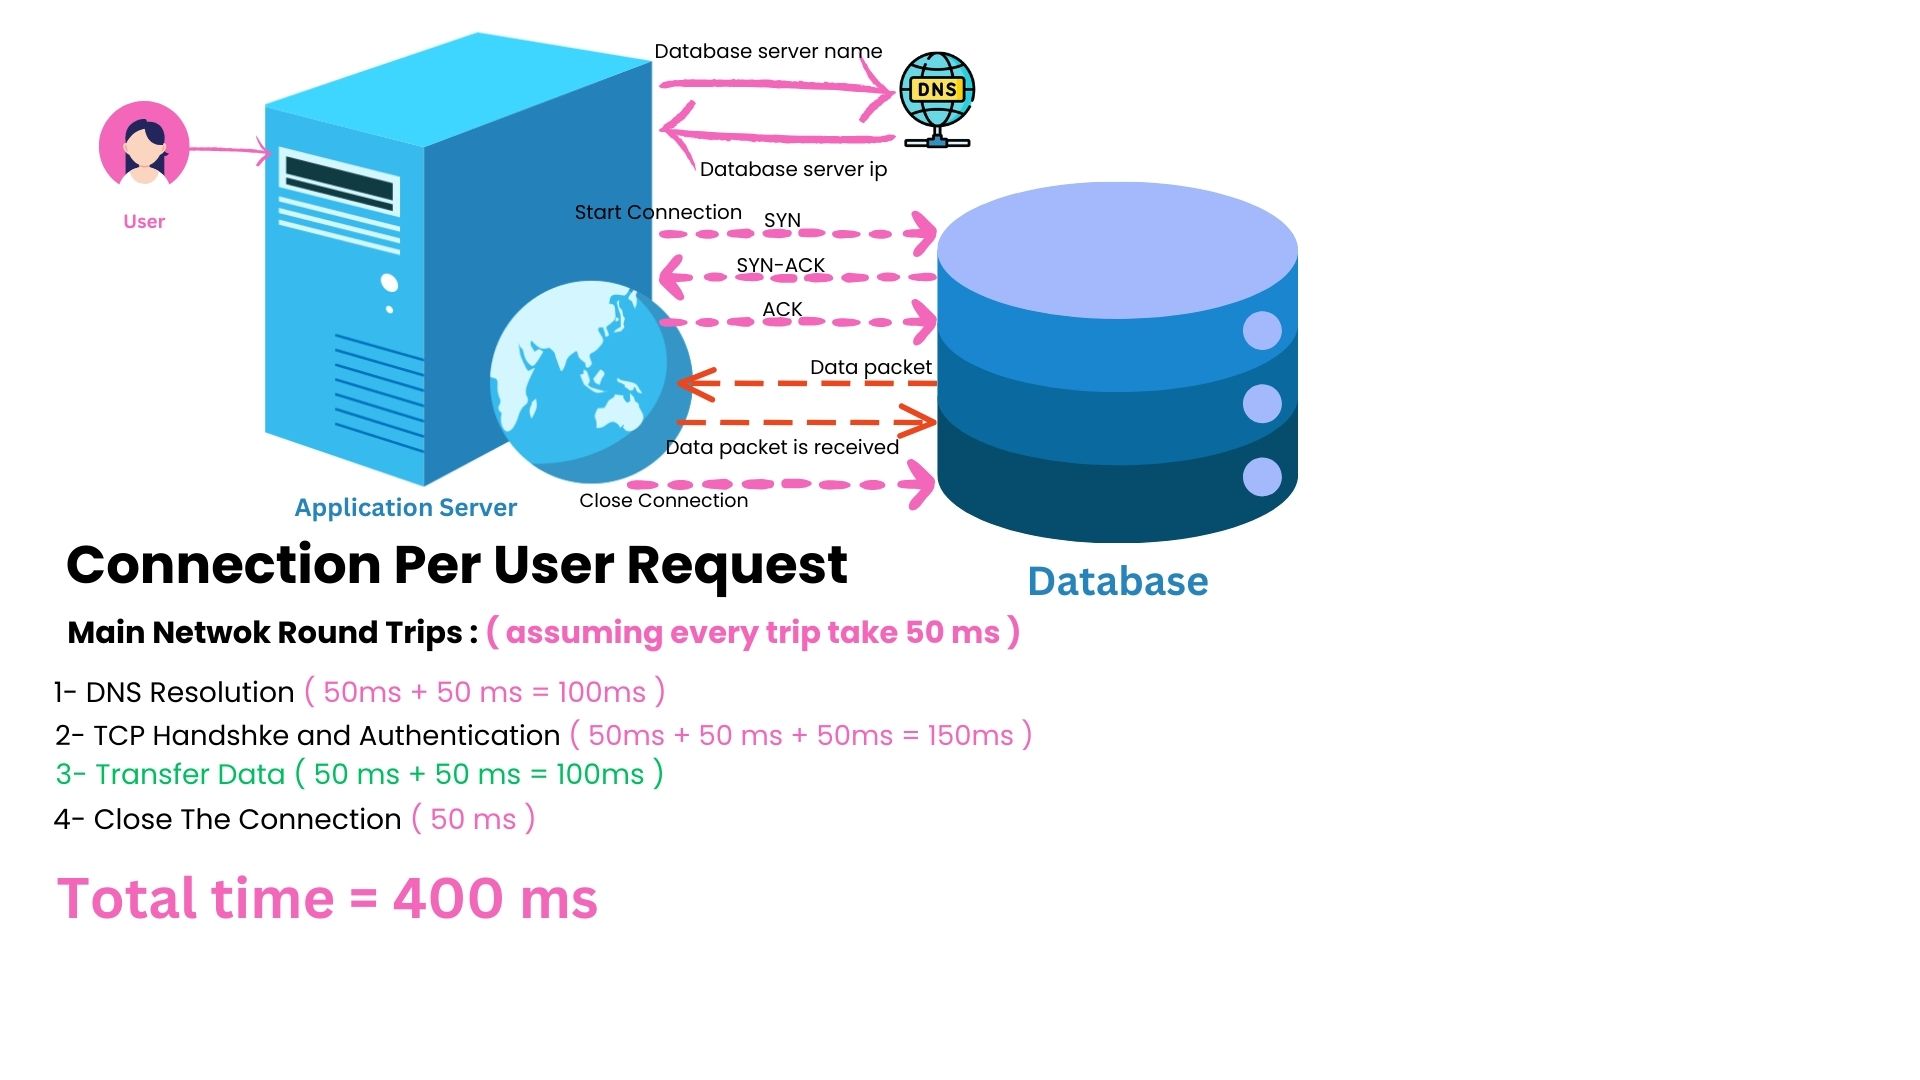 Database server name
DNS
Database server ip
User
Start Connection
SYN
SYN-ACK
ACK
Data packet
Data packet is received
Close Connection
Application Server
Database
Connection Per User Request
Main Netwok Round Trips : ( assuming every trip take 50 ms )
1- DNS Resolution ( 50ms + 50 ms = 100ms )
2- TCP Handshke and Authentication ( 50ms + 50 ms + 50ms = 150ms )
3- Transfer Data ( 50 ms + 50 ms = 100ms )
4- Close The Connection ( 50 ms )
Total time = 400 ms